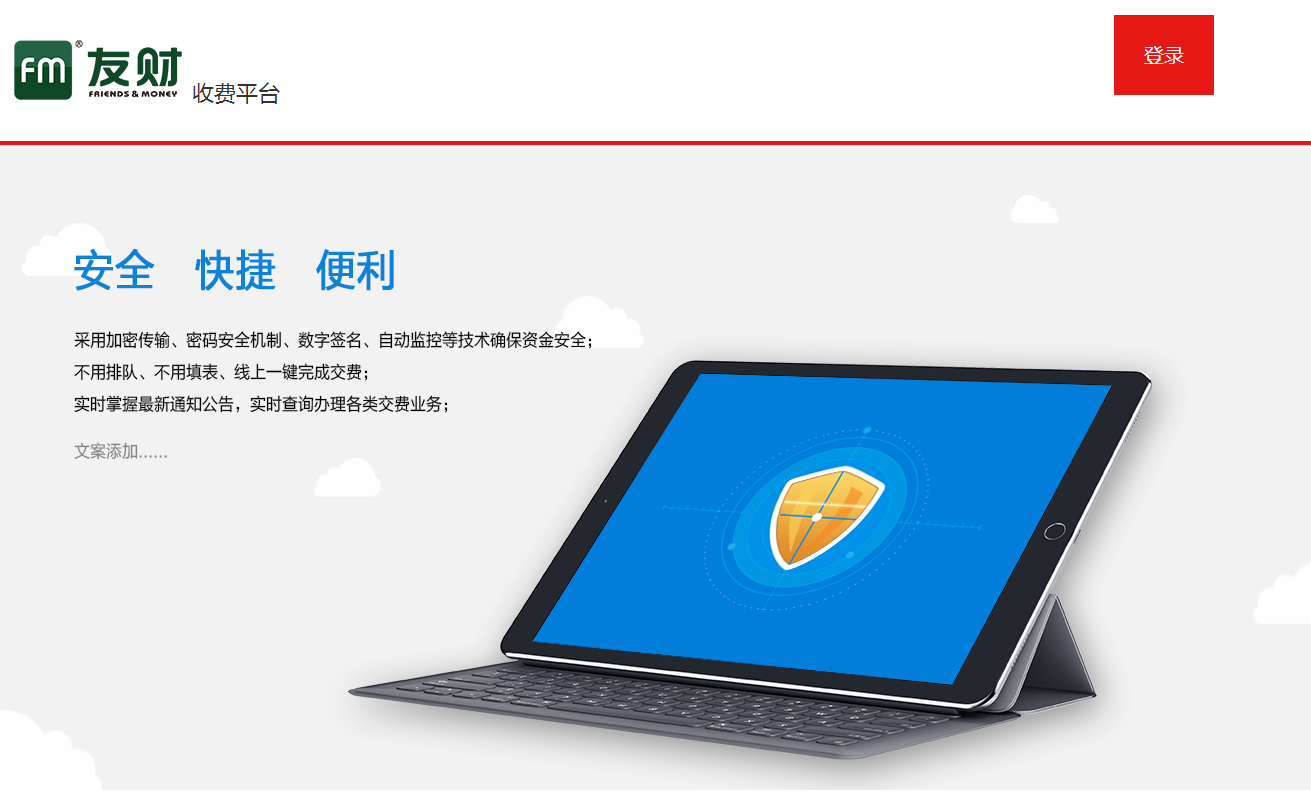 FM® 友财
FRIENDS & MONEY
收费平台
登录
安全 快捷 便利
采用加密传输、密码安全机制、数字签名、自动监控等技术确保资金安全；
不用排队、不用填表、线上一键完成交费；
实时掌握最新通知公告，实时查询办理各类交费业务；
文案添加......